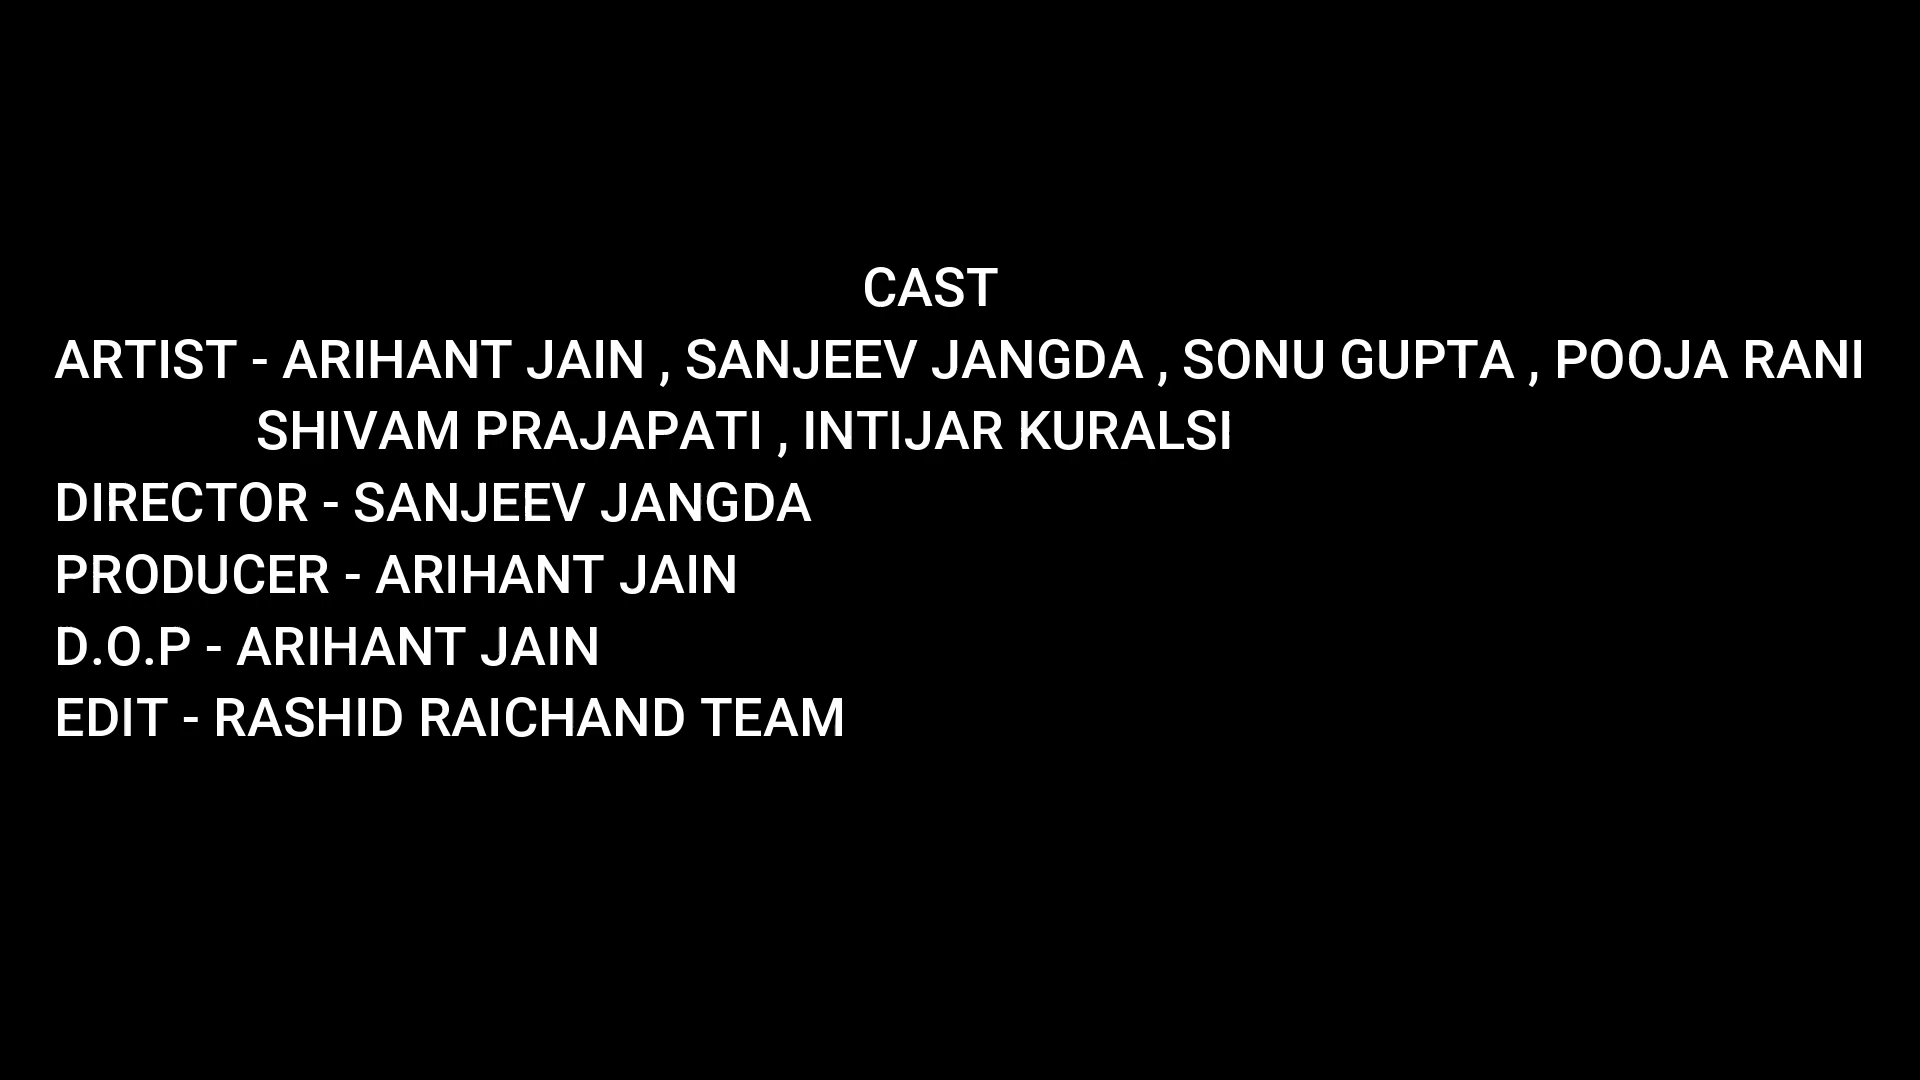 CAST
ARTIST - ARIHANT JAIN , SANJEEV JANGDA , SONU GUPTA , POOJA RANI
SHIVAM PRAJAPATI , INTIJAR KURALSI
DIRECTOR - SANJEEV JANGDA
PRODUCER - ARIHANT JAIN
D.O.P - ARIHANT JAIN
EDIT - RASHID RAICHAND TEAM